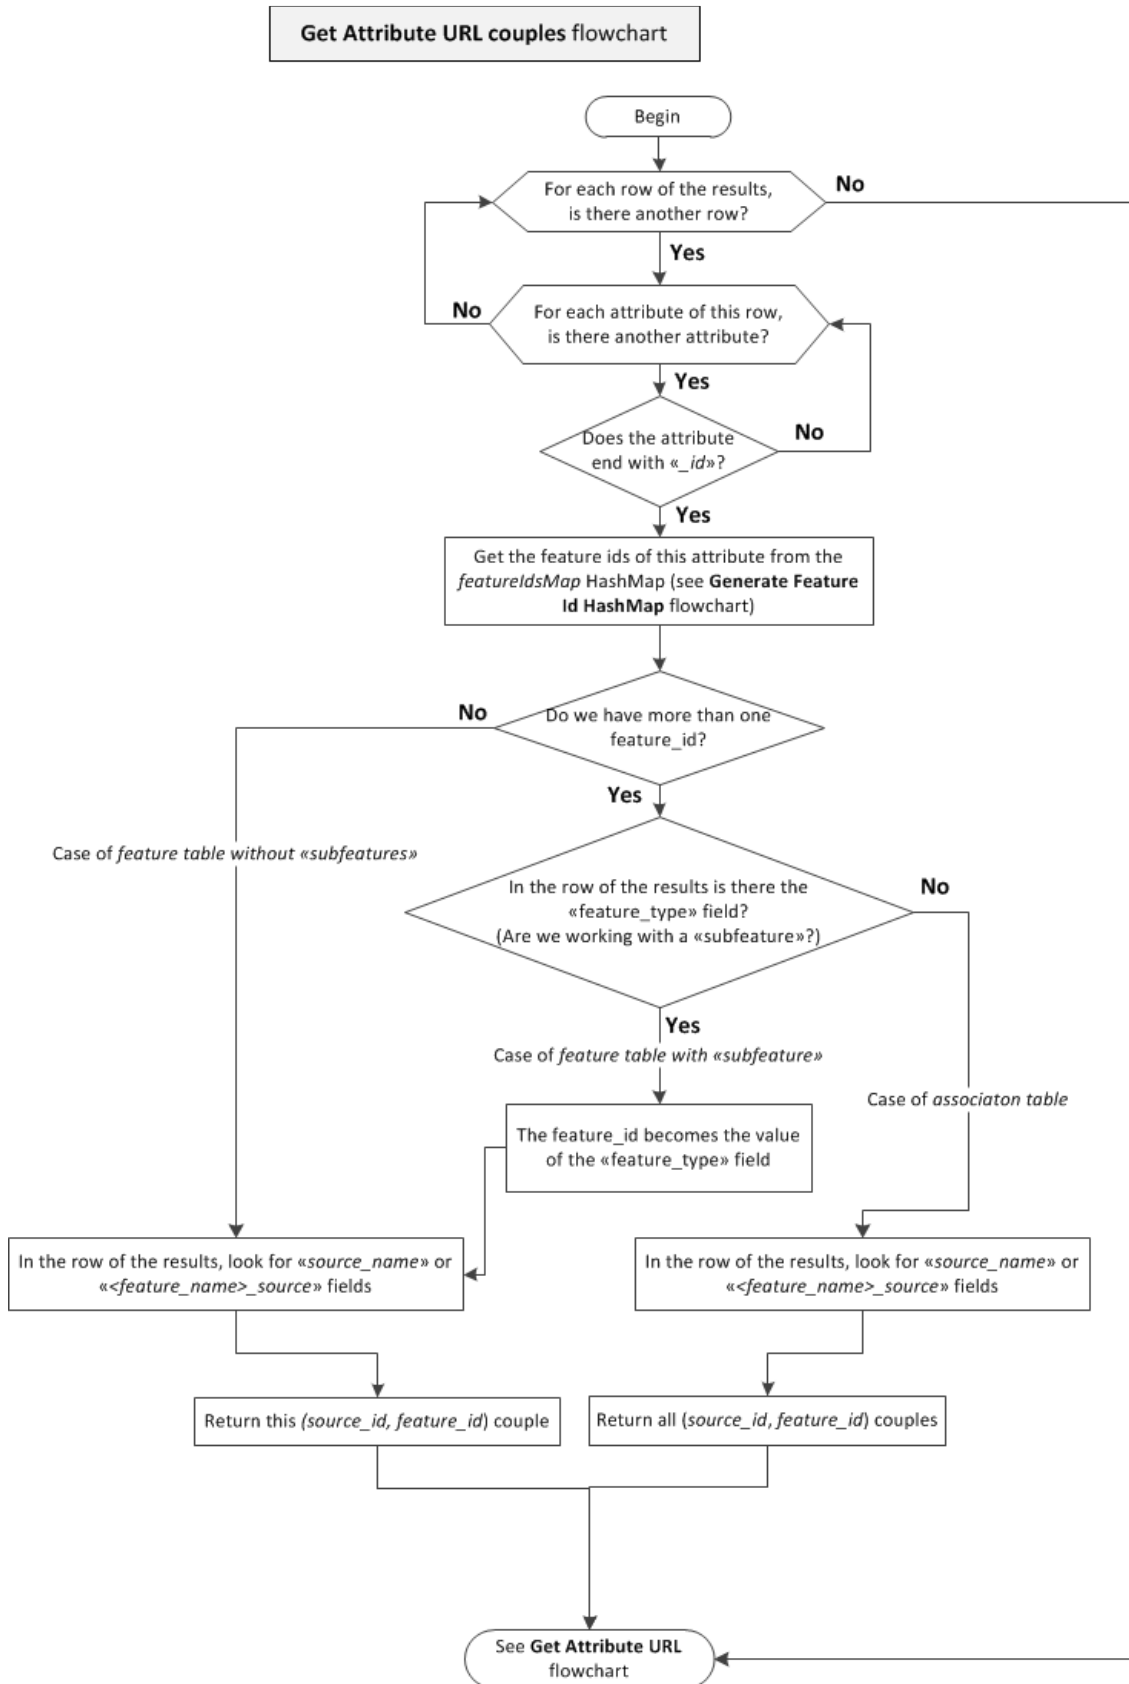 Get Attribute URL couples flowchart
Begin
For each row of the results,
is there another row?
No
Yes
For each attribute of this row,
is there another attribute?
No
Yes
Does the attribute
end with «_id»?
No
Yes
Get the feature ids of this attribute from the
featureIdsMap HashMap (see Generate Feature
Id HashMap flowchart)
Do we have more than one
feature_id?
No
Yes
Case of feature table without «subfeatures»
In the row of the results is there the
«feature_type» field?
(Are we working with a «subfeature»?)
No
Yes
Case of feature table with «subfeature»
Case of associaton table
The feature_id becomes the value
of the «feature_type» field
In the row of the results, look for «source_name» or
«<feature_name>_source» fields
In the row of the results, look for «source_name» or
«<feature_name>_source» fields
Return this (source_id, feature_id) couple
Return all (source_id, feature_id) couples
See Get Attribute URL
flowchart